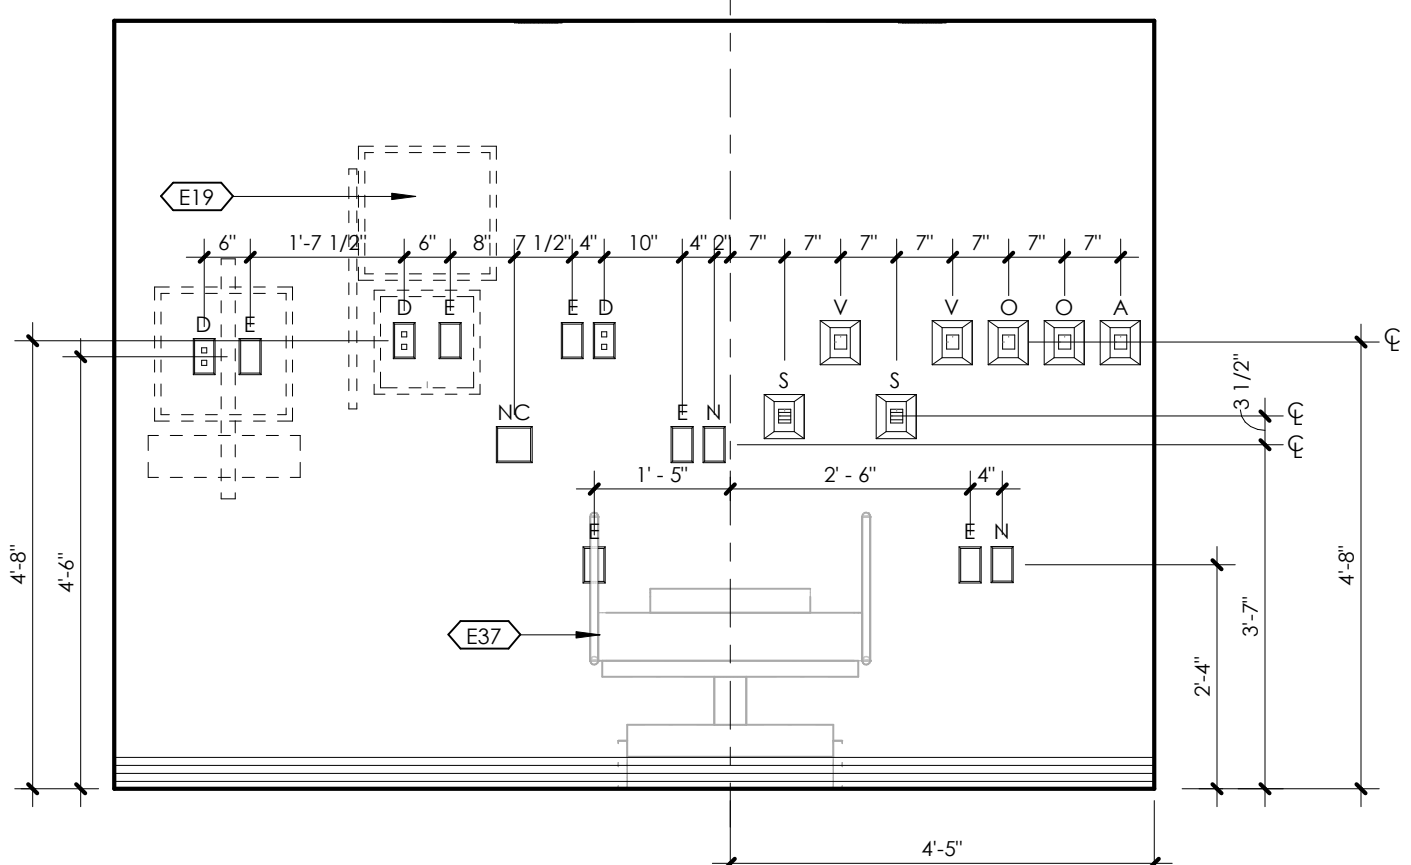 E19
6" 1'-7 1/2" 6" 8" 7 1/2" 4" 10" 4" 2" 7" 7" 7" 7" 7" 7" 7"
D E E D V V O O A
D E
℄
3 1/2"
S S
℄
NC E N
℄
1' - 5" 2' - 6" 4"
E E N
4'-8" 4'-6" 4'-8"
3'-7"
E37
2'-4"
4'-5"